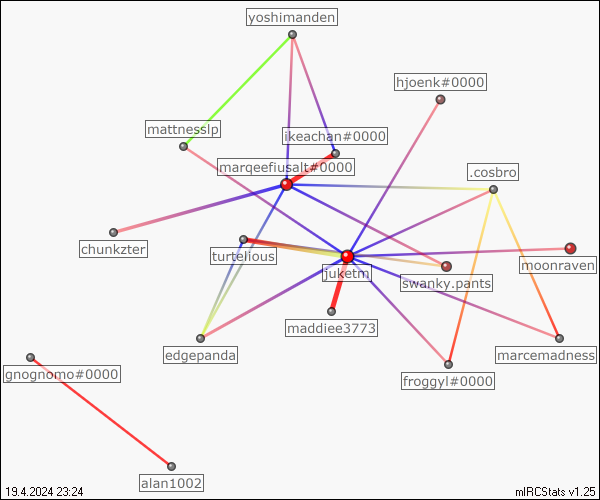 yoshimanden
hjoenk#0000
mattnesslp
ikeachan#0000
marqeefiusalt#0000
.cosbro
chunkzter
turtelious
juketm
swanky.pants
moonraven
maddiee3773
edgepanda
marcemadness
froggyl#0000
gnognomo#0000
alan1002
19.4.2024 23:24
mIRCStats v1.25